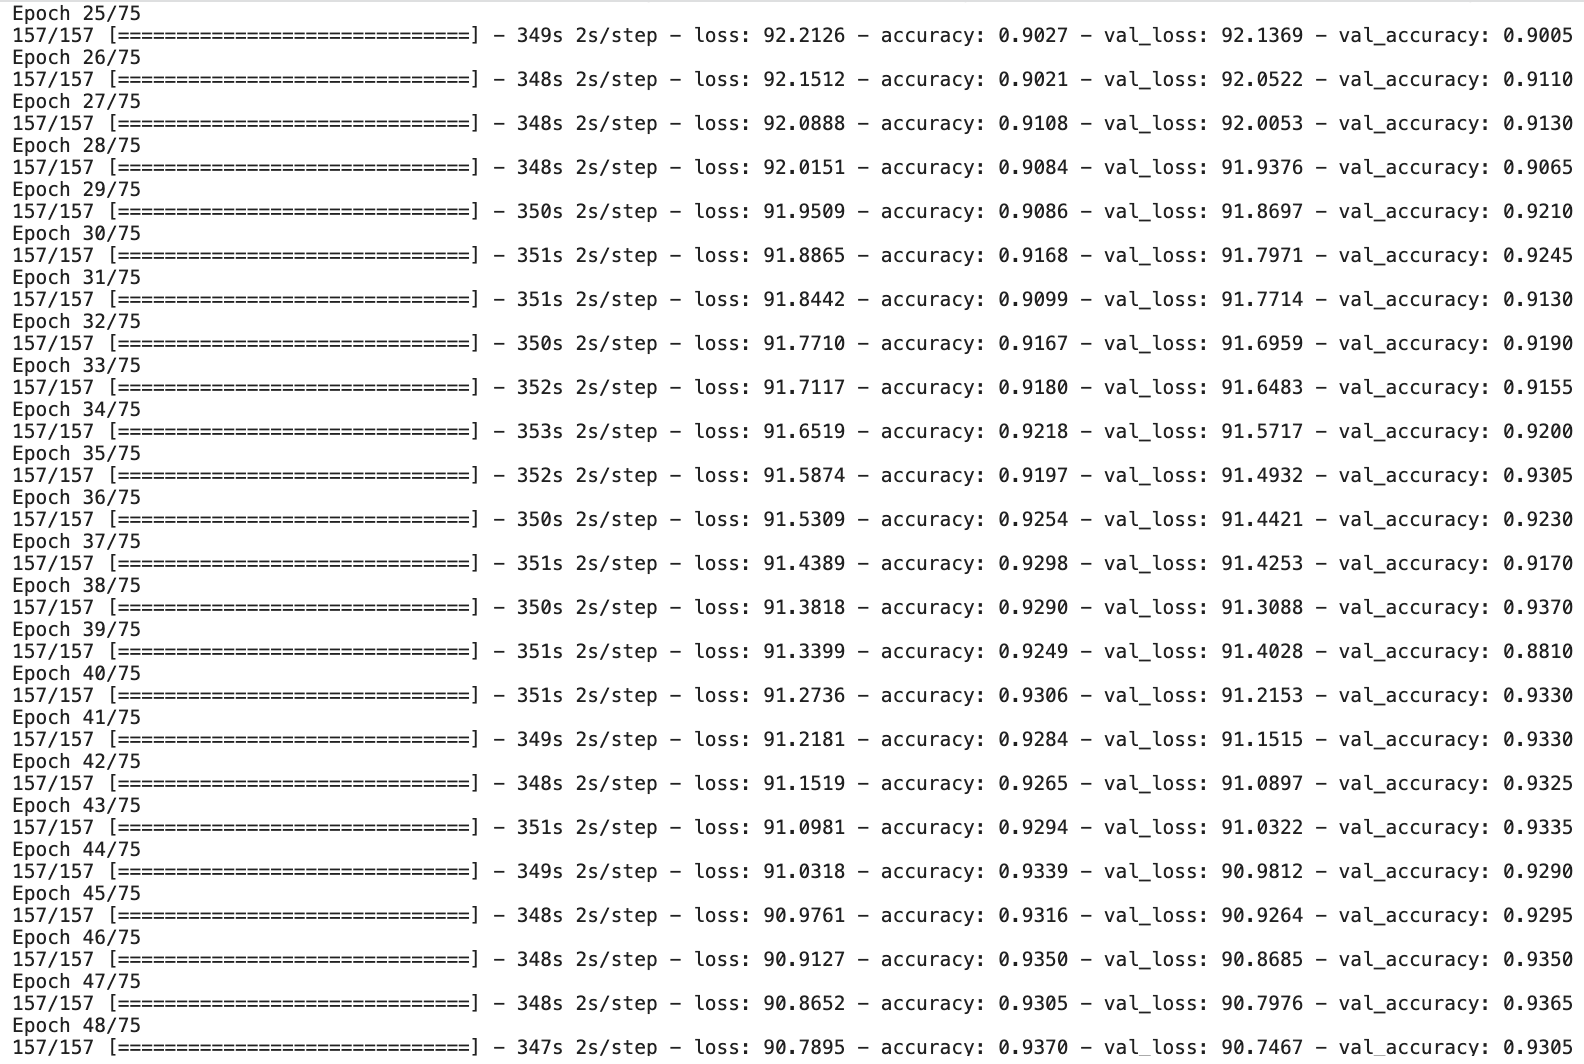 Epoch 25/75
157/157 [==============================] - 349s 2s/step - loss: 92.2126 - accuracy: 0.9027 - val_loss: 92.1369 - val_accuracy: 0.9005
Epoch 26/75
157/157 [==============================] - 348s 2s/step - loss: 92.1512 - accuracy: 0.9021 - val_loss: 92.0522 - val_accuracy: 0.9110
Epoch 27/75
157/157 [==============================] - 348s 2s/step - loss: 92.0888 - accuracy: 0.9108 - val_loss: 92.0053 - val_accuracy: 0.9130
Epoch 28/75
157/157 [==============================] - 348s 2s/step - loss: 92.0151 - accuracy: 0.9084 - val_loss: 91.9376 - val_accuracy: 0.9065
Epoch 29/75
157/157 [==============================] - 350s 2s/step - loss: 91.9509 - accuracy: 0.9086 - val_loss: 91.8697 - val_accuracy: 0.9210
Epoch 30/75
157/157 [==============================] - 351s 2s/step - loss: 91.8865 - accuracy: 0.9168 - val_loss: 91.7971 - val_accuracy: 0.9245
Epoch 31/75
157/157 [==============================] - 351s 2s/step - loss: 91.8442 - accuracy: 0.9099 - val_loss: 91.7714 - val_accuracy: 0.9130
Epoch 32/75
157/157 [==============================] - 350s 2s/step - loss: 91.7710 - accuracy: 0.9167 - val_loss: 91.6959 - val_accuracy: 0.9190
Epoch 33/75
157/157 [==============================] - 352s 2s/step - loss: 91.7117 - accuracy: 0.9180 - val_loss: 91.6483 - val_accuracy: 0.9155
Epoch 34/75
157/157 [==============================] - 353s 2s/step - loss: 91.6519 - accuracy: 0.9218 - val_loss: 91.5717 - val_accuracy: 0.9200
Epoch 35/75
157/157 [==============================] - 352s 2s/step - loss: 91.5874 - accuracy: 0.9197 - val_loss: 91.4932 - val_accuracy: 0.9305
Epoch 36/75
157/157 [==============================] - 350s 2s/step - loss: 91.5309 - accuracy: 0.9254 - val_loss: 91.4421 - val_accuracy: 0.9230
Epoch 37/75
157/157 [==============================] - 351s 2s/step - loss: 91.4389 - accuracy: 0.9298 - val_loss: 91.4253 - val_accuracy: 0.9170
Epoch 38/75
157/157 [==============================] - 350s 2s/step - loss: 91.3818 - accuracy: 0.9290 - val_loss: 91.3088 - val_accuracy: 0.9370
Epoch 39/75
157/157 [==============================] - 351s 2s/step - loss: 91.3399 - accuracy: 0.9249 - val_loss: 91.4028 - val_accuracy: 0.8810
Epoch 40/75
157/157 [==============================] - 351s 2s/step - loss: 91.2736 - accuracy: 0.9306 - val_loss: 91.2153 - val_accuracy: 0.9330
Epoch 41/75
157/157 [==============================] - 349s 2s/step - loss: 91.2181 - accuracy: 0.9284 - val_loss: 91.1515 - val_accuracy: 0.9330
Epoch 42/75
157/157 [==============================] - 348s 2s/step - loss: 91.1519 - accuracy: 0.9265 - val_loss: 91.0897 - val_accuracy: 0.9325
Epoch 43/75
157/157 [==============================] - 351s 2s/step - loss: 91.0981 - accuracy: 0.9294 - val_loss: 91.0322 - val_accuracy: 0.9335
Epoch 44/75
157/157 [==============================] - 349s 2s/step - loss: 91.0318 - accuracy: 0.9339 - val_loss: 90.9812 - val_accuracy: 0.9290
Epoch 45/75
157/157 [==============================] - 348s 2s/step - loss: 90.9761 - accuracy: 0.9316 - val_loss: 90.9264 - val_accuracy: 0.9295
Epoch 46/75
157/157 [==============================] - 348s 2s/step - loss: 90.9127 - accuracy: 0.9350 - val_loss: 90.8685 - val_accuracy: 0.9350
Epoch 47/75
157/157 [==============================] - 348s 2s/step - loss: 90.8652 - accuracy: 0.9305 - val_loss: 90.7976 - val_accuracy: 0.9365
Epoch 48/75
157/157 [==============================] - 347s 2s/step - loss: 90.7895 - accuracy: 0.9370 - val_loss: 90.7467 - val_accuracy: 0.9305